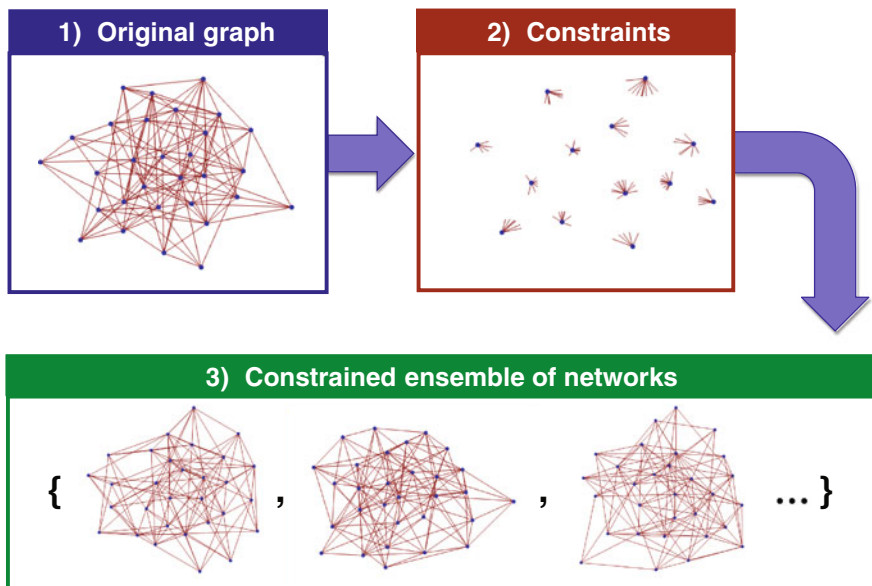 1) Original graph
2) Constraints
3) Constrained ensemble of networks
{ , , ... }